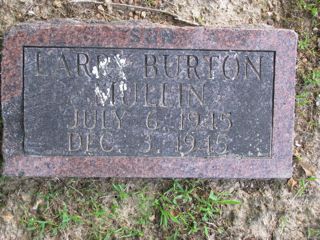 SON
LARRY BURTON
MULLIN
JULY 6, 1945
DEC. 3, 1945